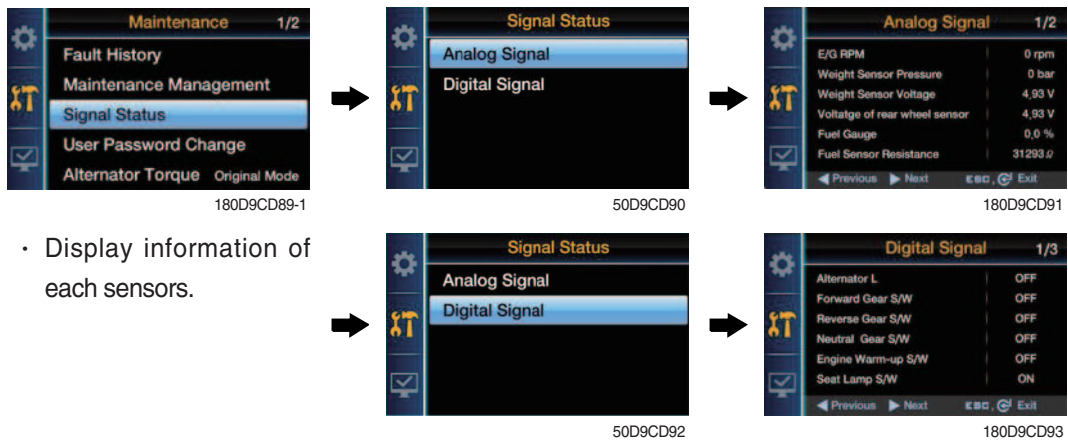 Maintenance 1/2
Fault History
Maintenance Management
Signal Status
User Password Change
Alternator Torque Original Mode
180D9CD89-1
Signal Status
Analog Signal
Digital Signal
50D9CD90
Analog Signal 1/2
E/G RPM 0 rpm
Weight Sensor Pressure 0 bar
Weight Sensor Voltage 4,93 V
Voltatge of rear wheel sensor 4,93 V
Fuel Gauge 0,0 %
Fuel Sensor Resistance 31293 Ω
Previous Next ESC, Exit
180D9CD91
· Display information of
each sensors.
Signal Status
Analog Signal
Digital Signal
50D9CD92
Digital Signal 1/3
Alternator L OFF
Forward Gear S/W OFF
Reverse Gear S/W OFF
Neutral Gear S/W OFF
Engine Warm-up S/W OFF
Seat Lamp S/W ON
Previous Next ESC, Exit
180D9CD93